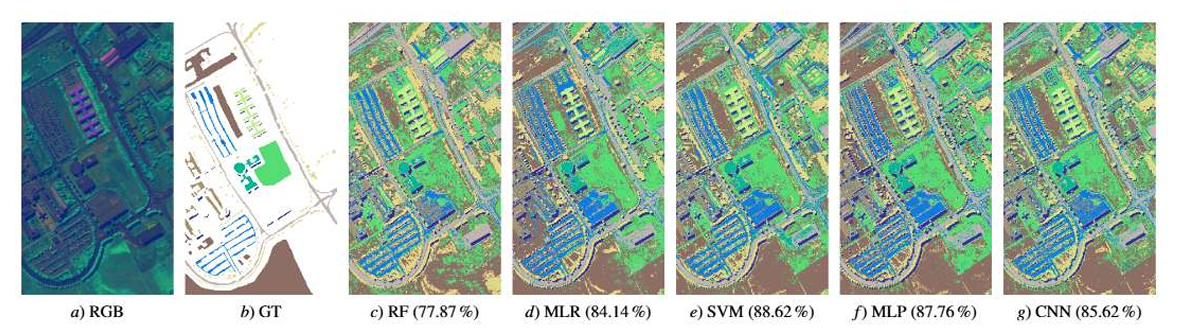 a) RGB
b) GT
c) RF (77.87 %)
d) MLR (84.14 %)
e) SVM (88.62 %)
f) MLP (87.76 %)
g) CNN (85.62 %)